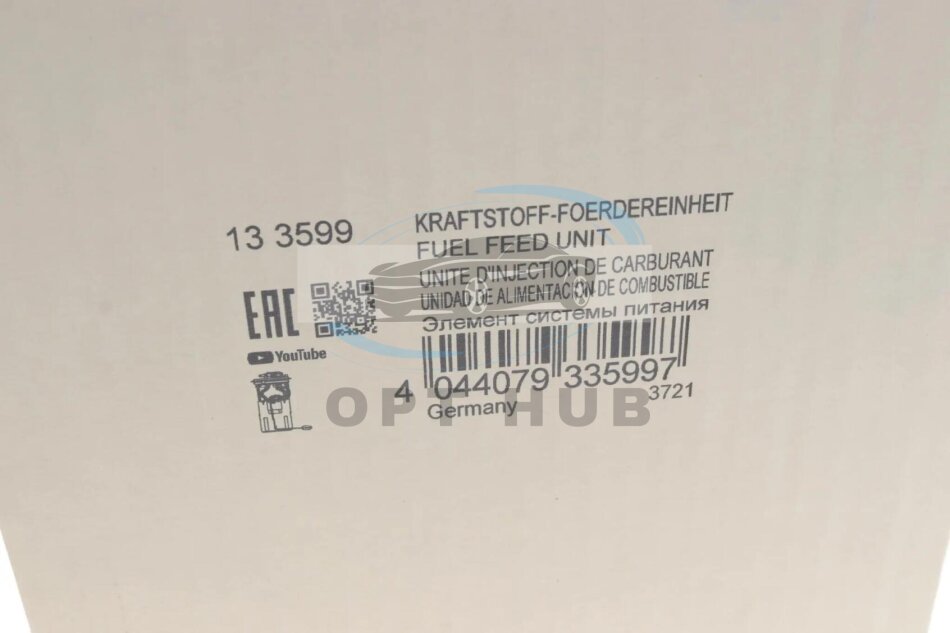 13 3599
KRAFTSTOFF-FOERDEREINHEIT
FUEL FEED UNIT
UNITE D'INJECTION DE CARBURANT
UNIDAD DE ALIMENTACION DE COMBUSTIBLE
Элемент системы питания
EAC
YouTube
4 044079 335997
Germany
3721
OPT HUB